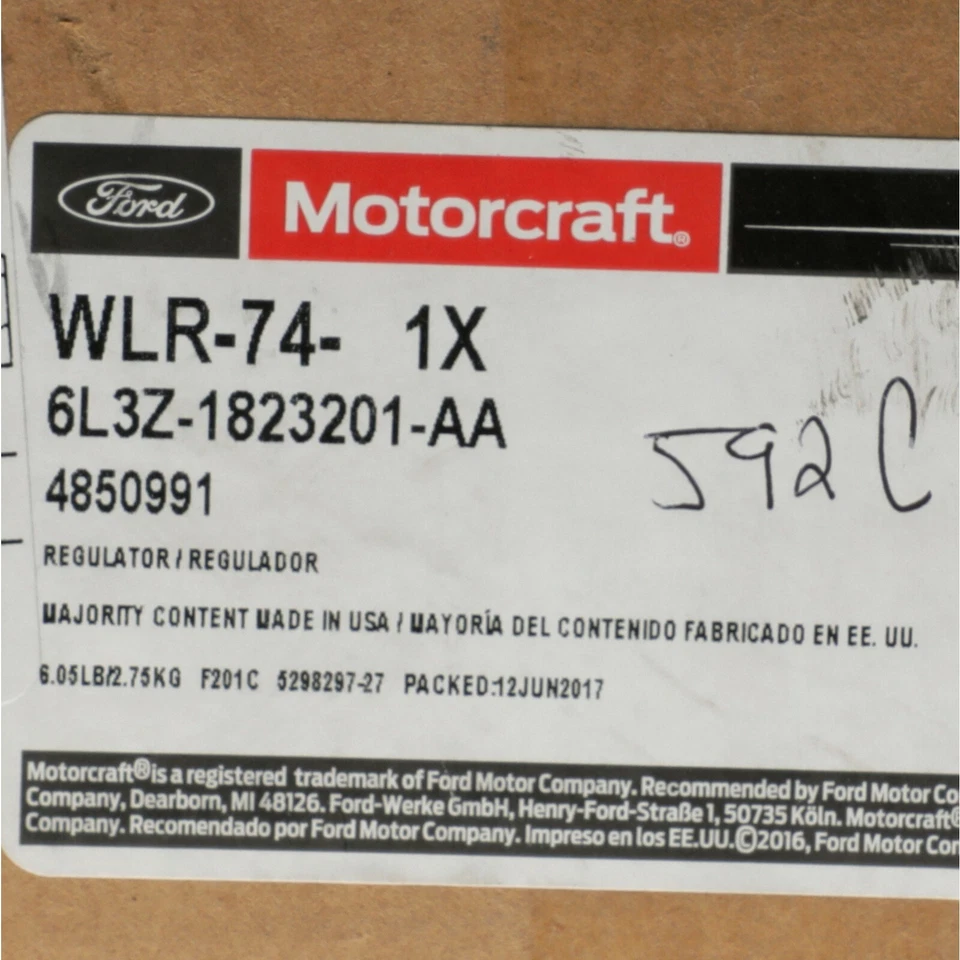 Ford Motorcraft®
WLR-74- 1X
6L3Z-1823201-AA
592C
4850991
REGULATOR / REGULADOR
MAJORITY CONTENT MADE IN USA / MAYORÍA DEL CONTENIDO FABRICADO EN EE. UU.
6.05LB/2.75KG F201C 5298297-27 PACKED:12JUN2017
Motorcraft® is a registered trademark of Ford Motor Company. Recommended by Ford Motor Co
Company, Dearborn, MI 48126. Ford-Werke GmbH, Henry-Ford-Straße 1, 50735 Köln. Motorcraft®
Company. Recomendado por Ford Motor Company. Impreso en los EE.UU.©2016, Ford Motor Com